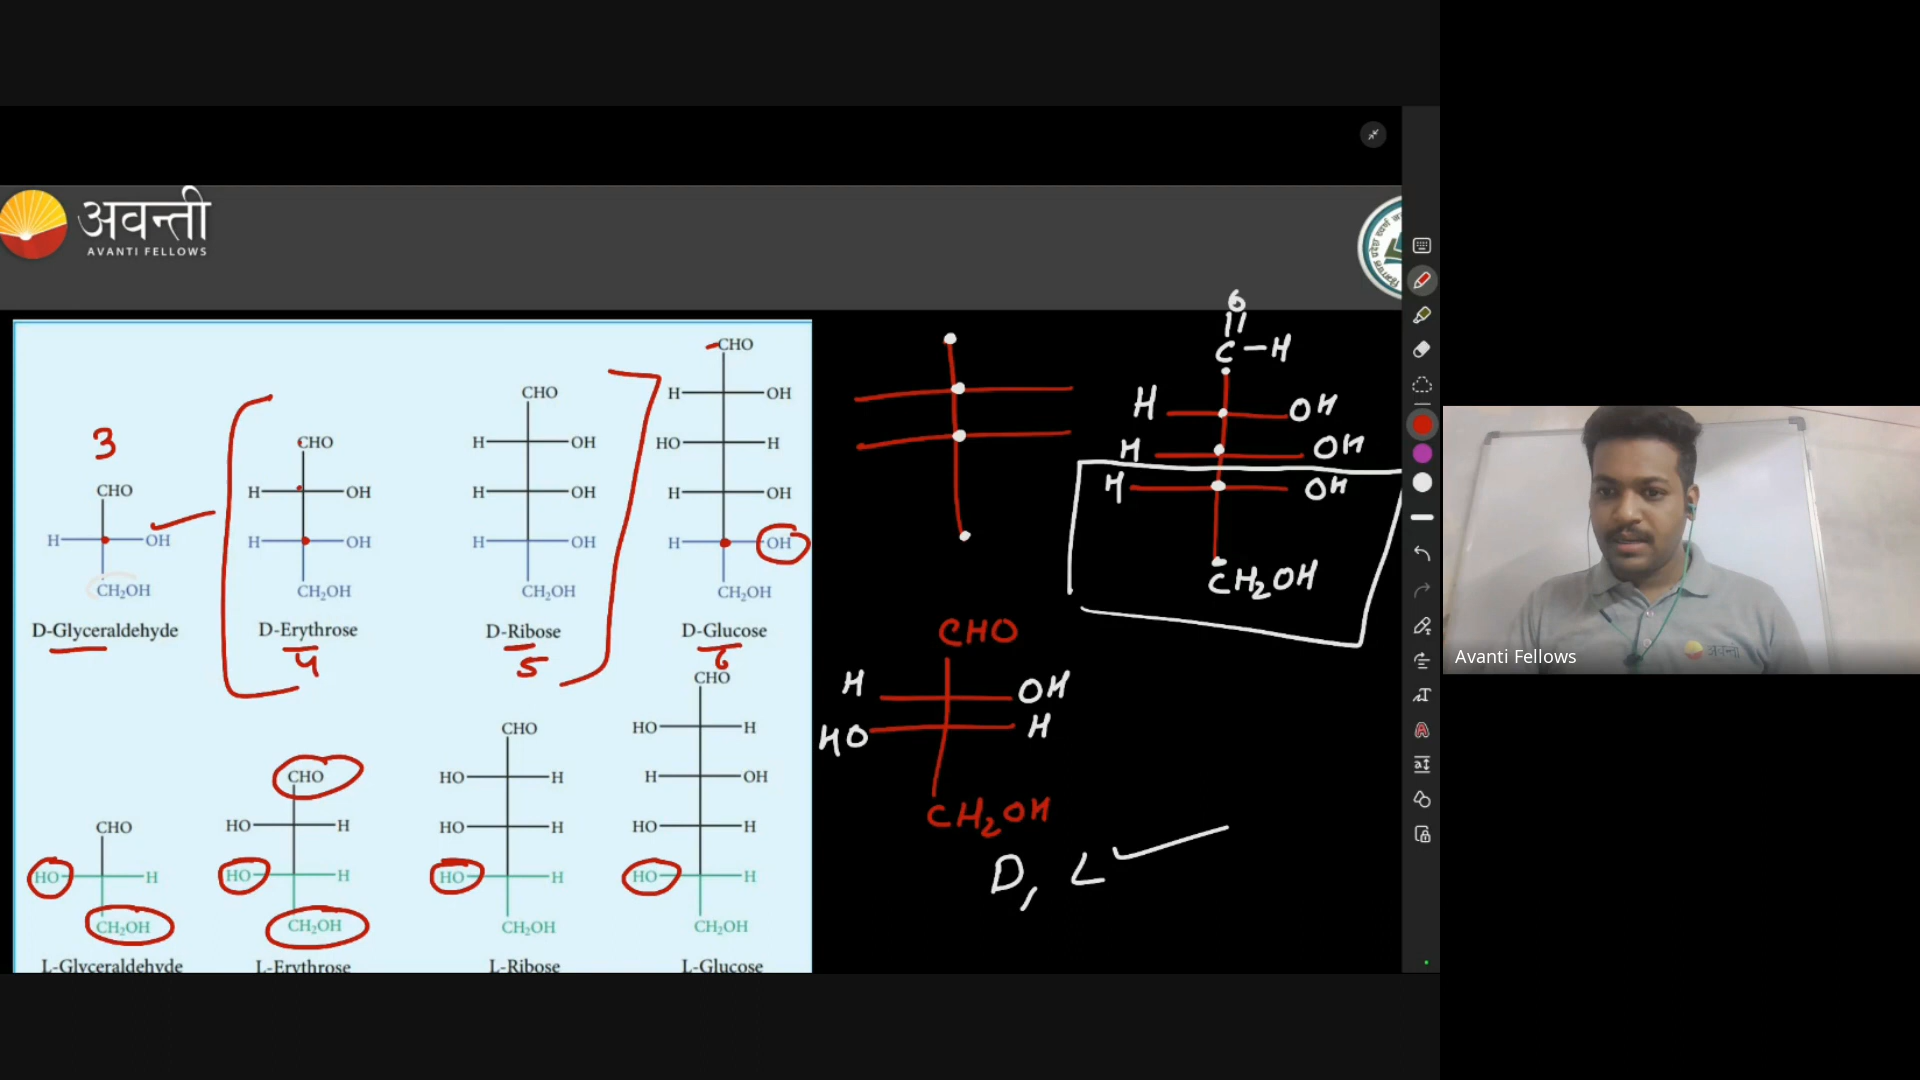 अवन्ती
AVANTI FELLOWS
3
CHO
H OH
CH₂OH
D-Glyceraldehyde
CHO
H OH
H OH
CH₂OH
D-Erythrose
4
CHO
H OH
H OH
H OH
CH₂OH
D-Ribose
5
CHO
H OH
HO H
H OH
H OH
CH₂OH
D-Glucose
6
CHO
HO H
CH₂OH
L-Glyceraldehyde
CHO
HO H
HO H
CH₂OH
L-Erythrose
CHO
HO H
HO H
HO H
CH₂OH
L-Ribose
CHO
HO H
H OH
HO H
HO H
CH₂OH
L-Glucose
O
C-H
H OH
H OH
H OH
CH₂OH
CHO
H OH
HO H
CH₂OH
D, L
Avanti Fellows
अवन्ती